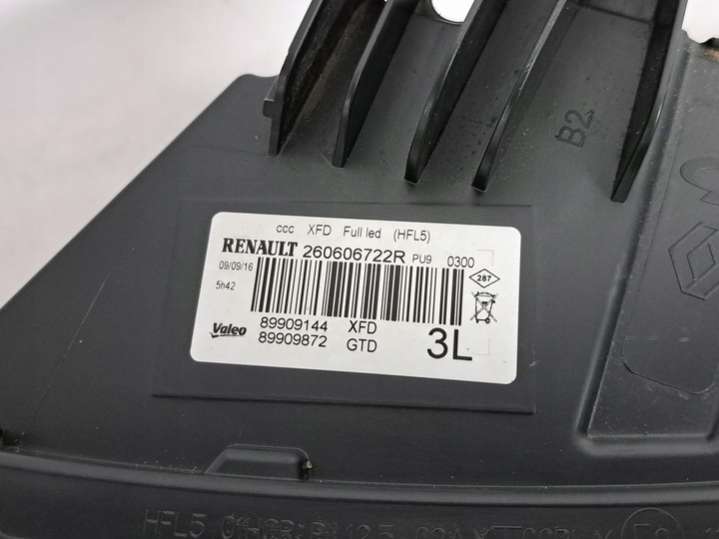 B2
ccc XFD Full led (HFL5)
RENAULT 260606722R PU9 0300
09/09/16
287
5h42
89909144 XFD
Valeo 89909872 GTD 3L
HFL5